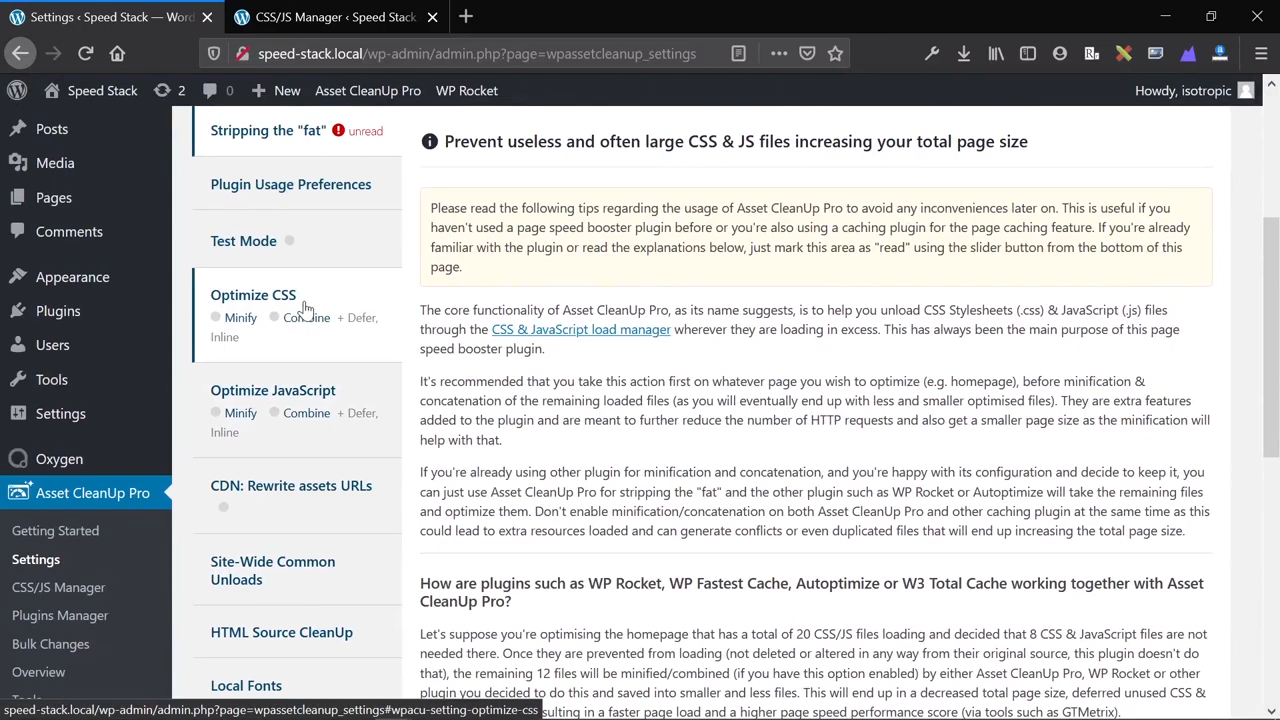 Settings ‹ Speed Stack — Word
CSS/JS Manager ‹ Speed Stack
speed-stack.local/wp-admin/admin.php?page=wpassetcleanup_settings
Speed Stack
2
0
New
Asset CleanUp Pro
WP Rocket
Howdy, isotropic
Posts
Media
Pages
Comments
Appearance
Plugins
Users
Tools
Settings
Oxygen
Asset CleanUp Pro
Getting Started
Settings
CSS/JS Manager
Plugins Manager
Bulk Changes
Overview
Tools
Stripping the "fat" unread
Plugin Usage Preferences
Test Mode
Optimize CSS
Minify Combine + Defer,
Inline
Optimize JavaScript
Minify Combine + Defer,
Inline
CDN: Rewrite assets URLs
Site-Wide Common
Unloads
HTML Source CleanUp
Local Fonts
Prevent useless and often large CSS & JS files increasing your total page size
Please read the following tips regarding the usage of Asset CleanUp Pro to avoid any inconveniences later on. This is useful if you
haven't used a page speed booster plugin before or you're also using a caching plugin for the page caching feature. If you're already
familiar with the plugin or read the explanations below, just mark this area as "read" using the slider button from the bottom of this
page.
The core functionality of Asset CleanUp Pro, as its name suggests, is to help you unload CSS Stylesheets (.css) & JavaScript (.js) files
through the CSS & JavaScript load manager wherever they are loading in excess. This has always been the main purpose of this page
speed booster plugin.
It's recommended that you take this action first on whatever page you wish to optimize (e.g. homepage), before minification &
concatenation of the remaining loaded files (as you will eventually end up with less and smaller optimised files). They are extra features
added to the plugin and are meant to further reduce the number of HTTP requests and also get a smaller page size as the minification will
help with that.
If you're already using other plugin for minification and concatenation, and you're happy with its configuration and decide to keep it, you
can just use Asset CleanUp Pro for stripping the "fat" and the other plugin such as WP Rocket or Autoptimize will take the remaining files
and optimize them. Don't enable minification/concatenation on both Asset CleanUp Pro and other caching plugin at the same time as this
could lead to extra resources loaded and can generate conflicts or even duplicated files that will end up increasing the total page size.
How are plugins such as WP Rocket, WP Fastest Cache, Autoptimize or W3 Total Cache working together with Asset
CleanUp Pro?
Let's suppose you're optimising the homepage that has a total of 20 CSS/JS files loading and decided that 8 CSS & JavaScript files are not
needed there. Once they are prevented from loading (not deleted or altered in any way from their original source, this plugin doesn't do
that), the remaining 12 files will be minified/combined (if you have this option enabled) by either Asset CleanUp Pro, WP Rocket or other
plugin you decided to do this and saved into smaller and less files. This will end up in a decreased total page size, deferred unused CSS &
sulting in a faster page load and a higher page speed performance score (via tools such as GTMetrix).
speed-stack.local/wp-admin/admin.php?page=wpassetcleanup_settings#wpacu-setting-optimize-css